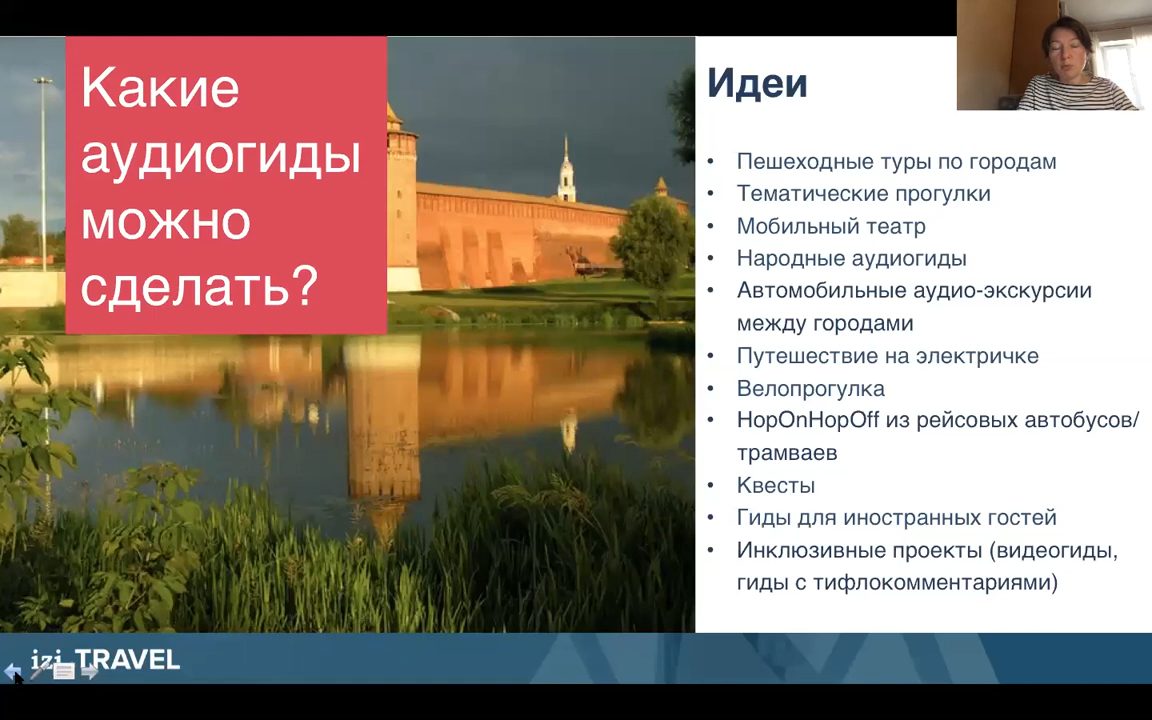 Какие
аудиогиды
можно
сделать?
Идеи
• Пешеходные туры по городам
• Тематические прогулки
• Мобильный театр
• Народные аудиогиды
• Автомобильные аудио-экскурсии
между городами
• Путешествие на электричке
• Велопрогулка
• HopOnHopOff из рейсовых автобусов/
трамваев
• Квесты
• Гиды для иностранных гостей
• Инклюзивные проекты (видеогиды,
гиды с тифлокомментариями)
izi.TRAVEL